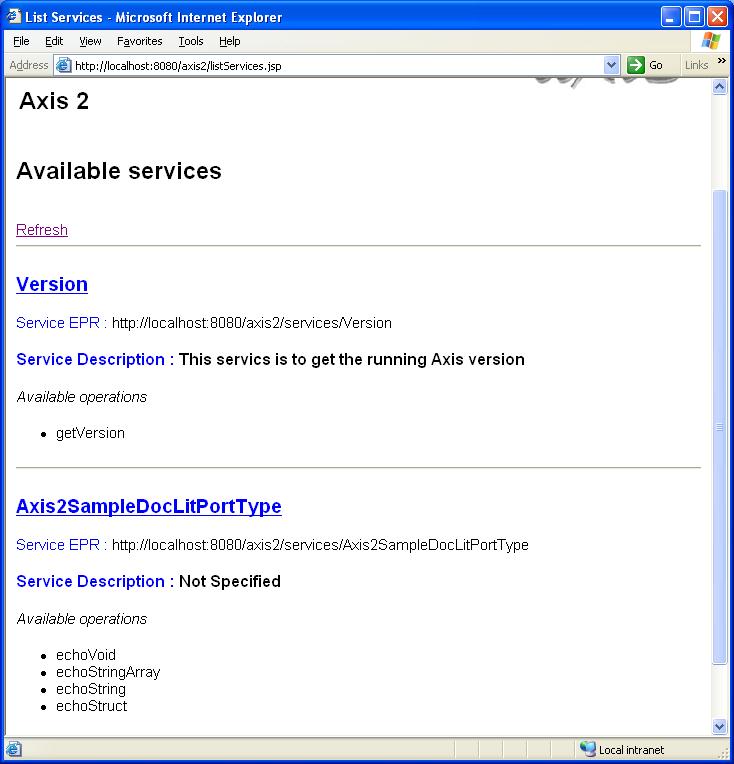 List Services - Microsoft Internet Explorer
File Edit View Favorites Tools Help
Address http://localhost:8080/axis2/listServices.jsp Go Links »
Axis 2
Available services
Refresh
Version
Service EPR : http://localhost:8080/axis2/services/Version
Service Description : This servics is to get the running Axis version
Available operations
• getVersion
Axis2SampleDocLitPortType
Service EPR : http://localhost:8080/axis2/services/Axis2SampleDocLitPortType
Service Description : Not Specified
Available operations
• echoVoid
• echoStringArray
• echoString
• echoStruct
Local intranet